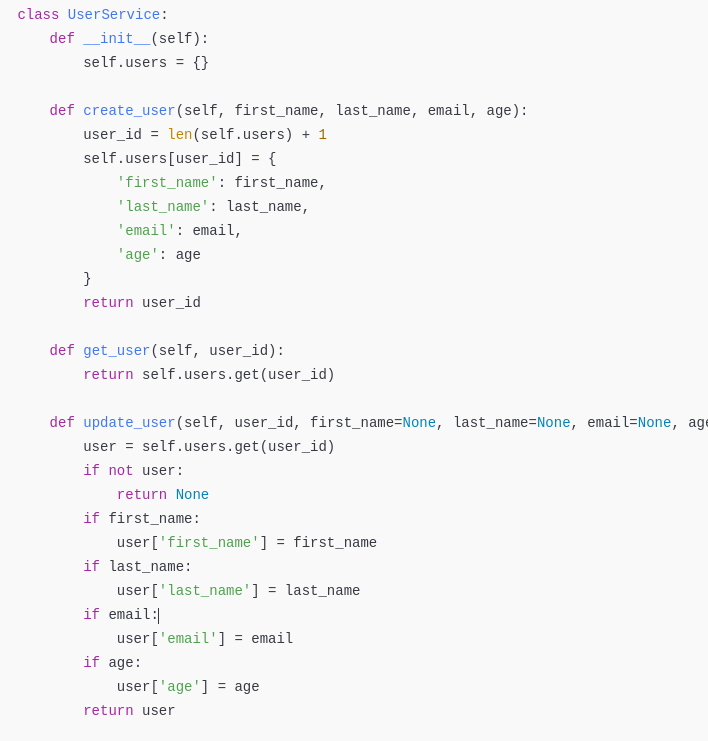 class UserService:
    def __init__(self):
        self.users = {}

    def create_user(self, first_name, last_name, email, age):
        user_id = len(self.users) + 1
        self.users[user_id] = {
            'first_name': first_name,
            'last_name': last_name,
            'email': email,
            'age': age
        }
        return user_id

    def get_user(self, user_id):
        return self.users.get(user_id)

    def update_user(self, user_id, first_name=None, last_name=None, email=None, age
        user = self.users.get(user_id)
        if not user:
            return None
        if first_name:
            user['first_name'] = first_name
        if last_name:
            user['last_name'] = last_name
        if email:
            user['email'] = email
        if age:
            user['age'] = age
        return user